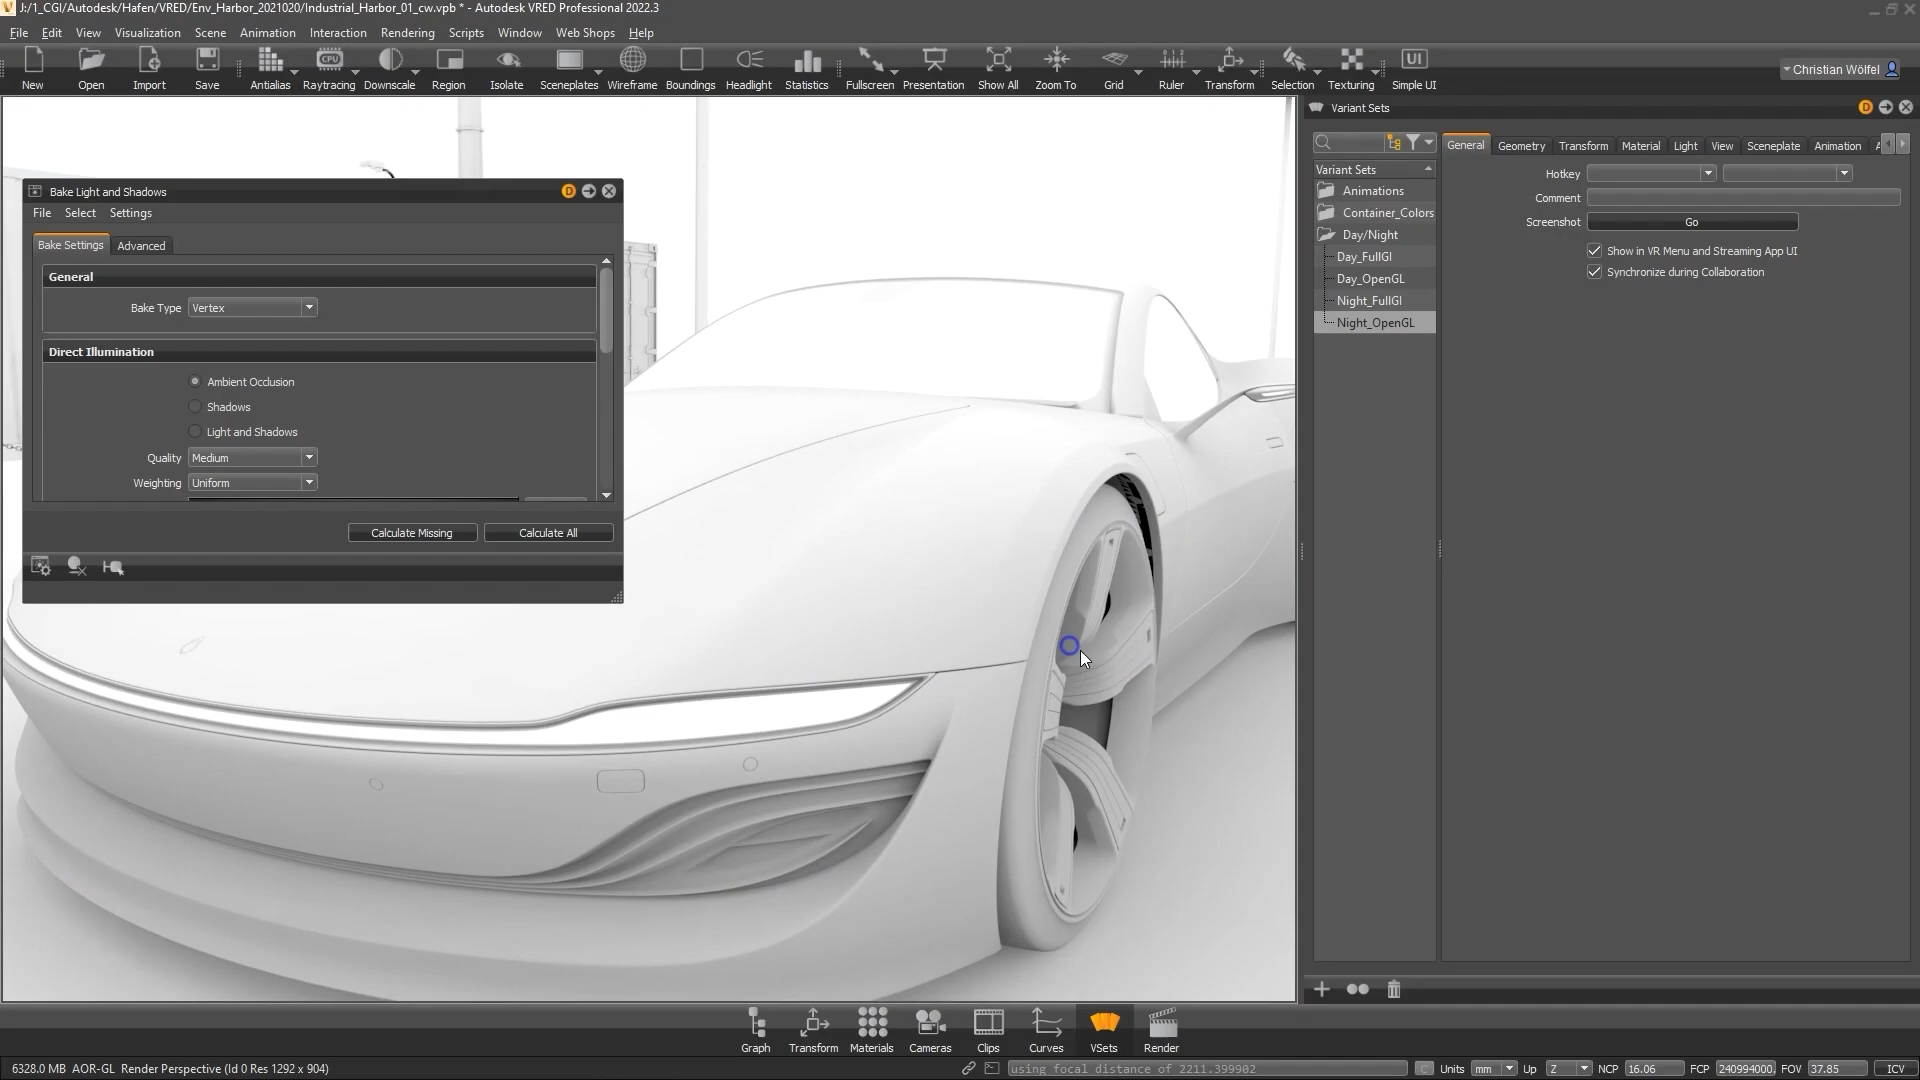 J:/1_CGI/Autodesk/Hafen/VRED/Env_Harbor_2021020/Industrial_Harbor_01_cw.vpb * - Autodesk VRED Professional 2022.3
File Edit View Visualization Scene Animation Interaction Rendering Scripts Window Web Shops Help
CPU UI
New Open Import Save Antialias Raytracing Downscale Region Isolate Sceneplates Wireframe Boundings Headlight Statistics Fullscreen Presentation Show All Zoom To Grid Ruler Transform Selection Texturing Simple UI
Christian Wölfel
Variant Sets
D
General Geometry Transform Material Light View Sceneplate Animation
Variant Sets
Animations
Container_Colors
Day/Night
Day_FullGI
Day_OpenGL
Night_FullGI
Night_OpenGL
Hotkey
Comment
Screenshot Go
Show in VR Menu and Streaming App UI
Synchronize during Collaboration
Bake Light and Shadows
D
File Select Settings
Bake Settings Advanced
General
Bake Type Vertex
Direct Illumination
Ambient Occlusion
Shadows
Light and Shadows
Quality Medium
Weighting Uniform
Calculate Missing Calculate All
Graph Transform Materials Cameras Clips Curves VSets Render
6328.0 MB AOR-GL Render Perspective (Id 0 Res 1292 x 904) using focal distance of 2211.399902 Units mm Up Z NCP 16.06 FCP 240994000. FOV 37.85 ICV